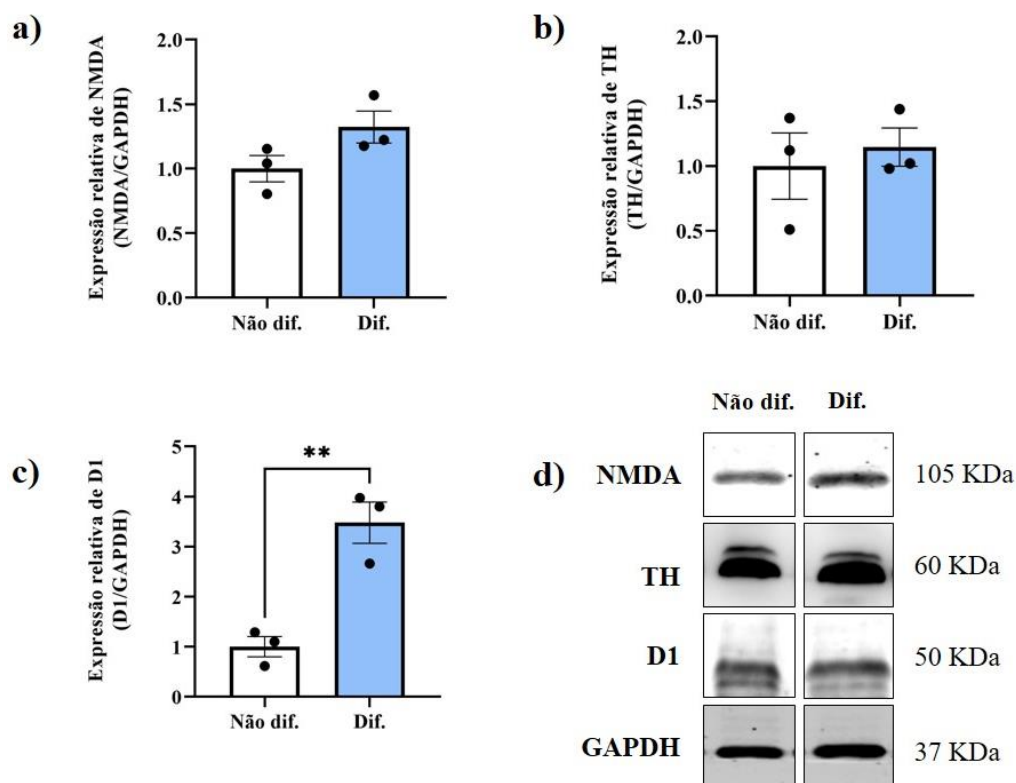 a)
Expressão relativa de NMDA
(NMDA/GAPDH)
2.0
1.5
1.0
0.5
0.0
Não dif.
Dif.
b)
Expressão relativa de TH
(TH/GAPDH)
2.0
1.5
1.0
0.5
0.0
Não dif.
Dif.
c)
Expressão relativa de D1
(D1/GAPDH)
5
4
3
2
1
0
**
Não dif.
Dif.
d)
Não dif. Dif.
NMDA 105 KDa
TH 60 KDa
D1 50 KDa
GAPDH 37 KDa